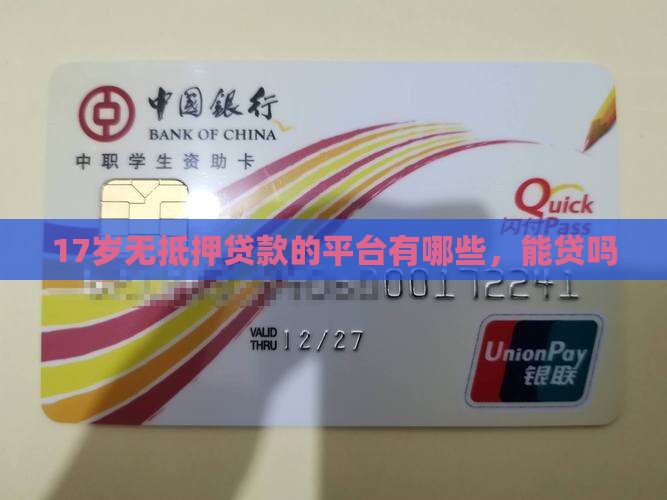 中国銀行
BANK OF CHINA
中职学生资助卡
Quick
闪付Pass
17岁无抵押贷款的平台有哪些，能贷吗
00172241
VALID THRU 12/27
UnionPay
银联